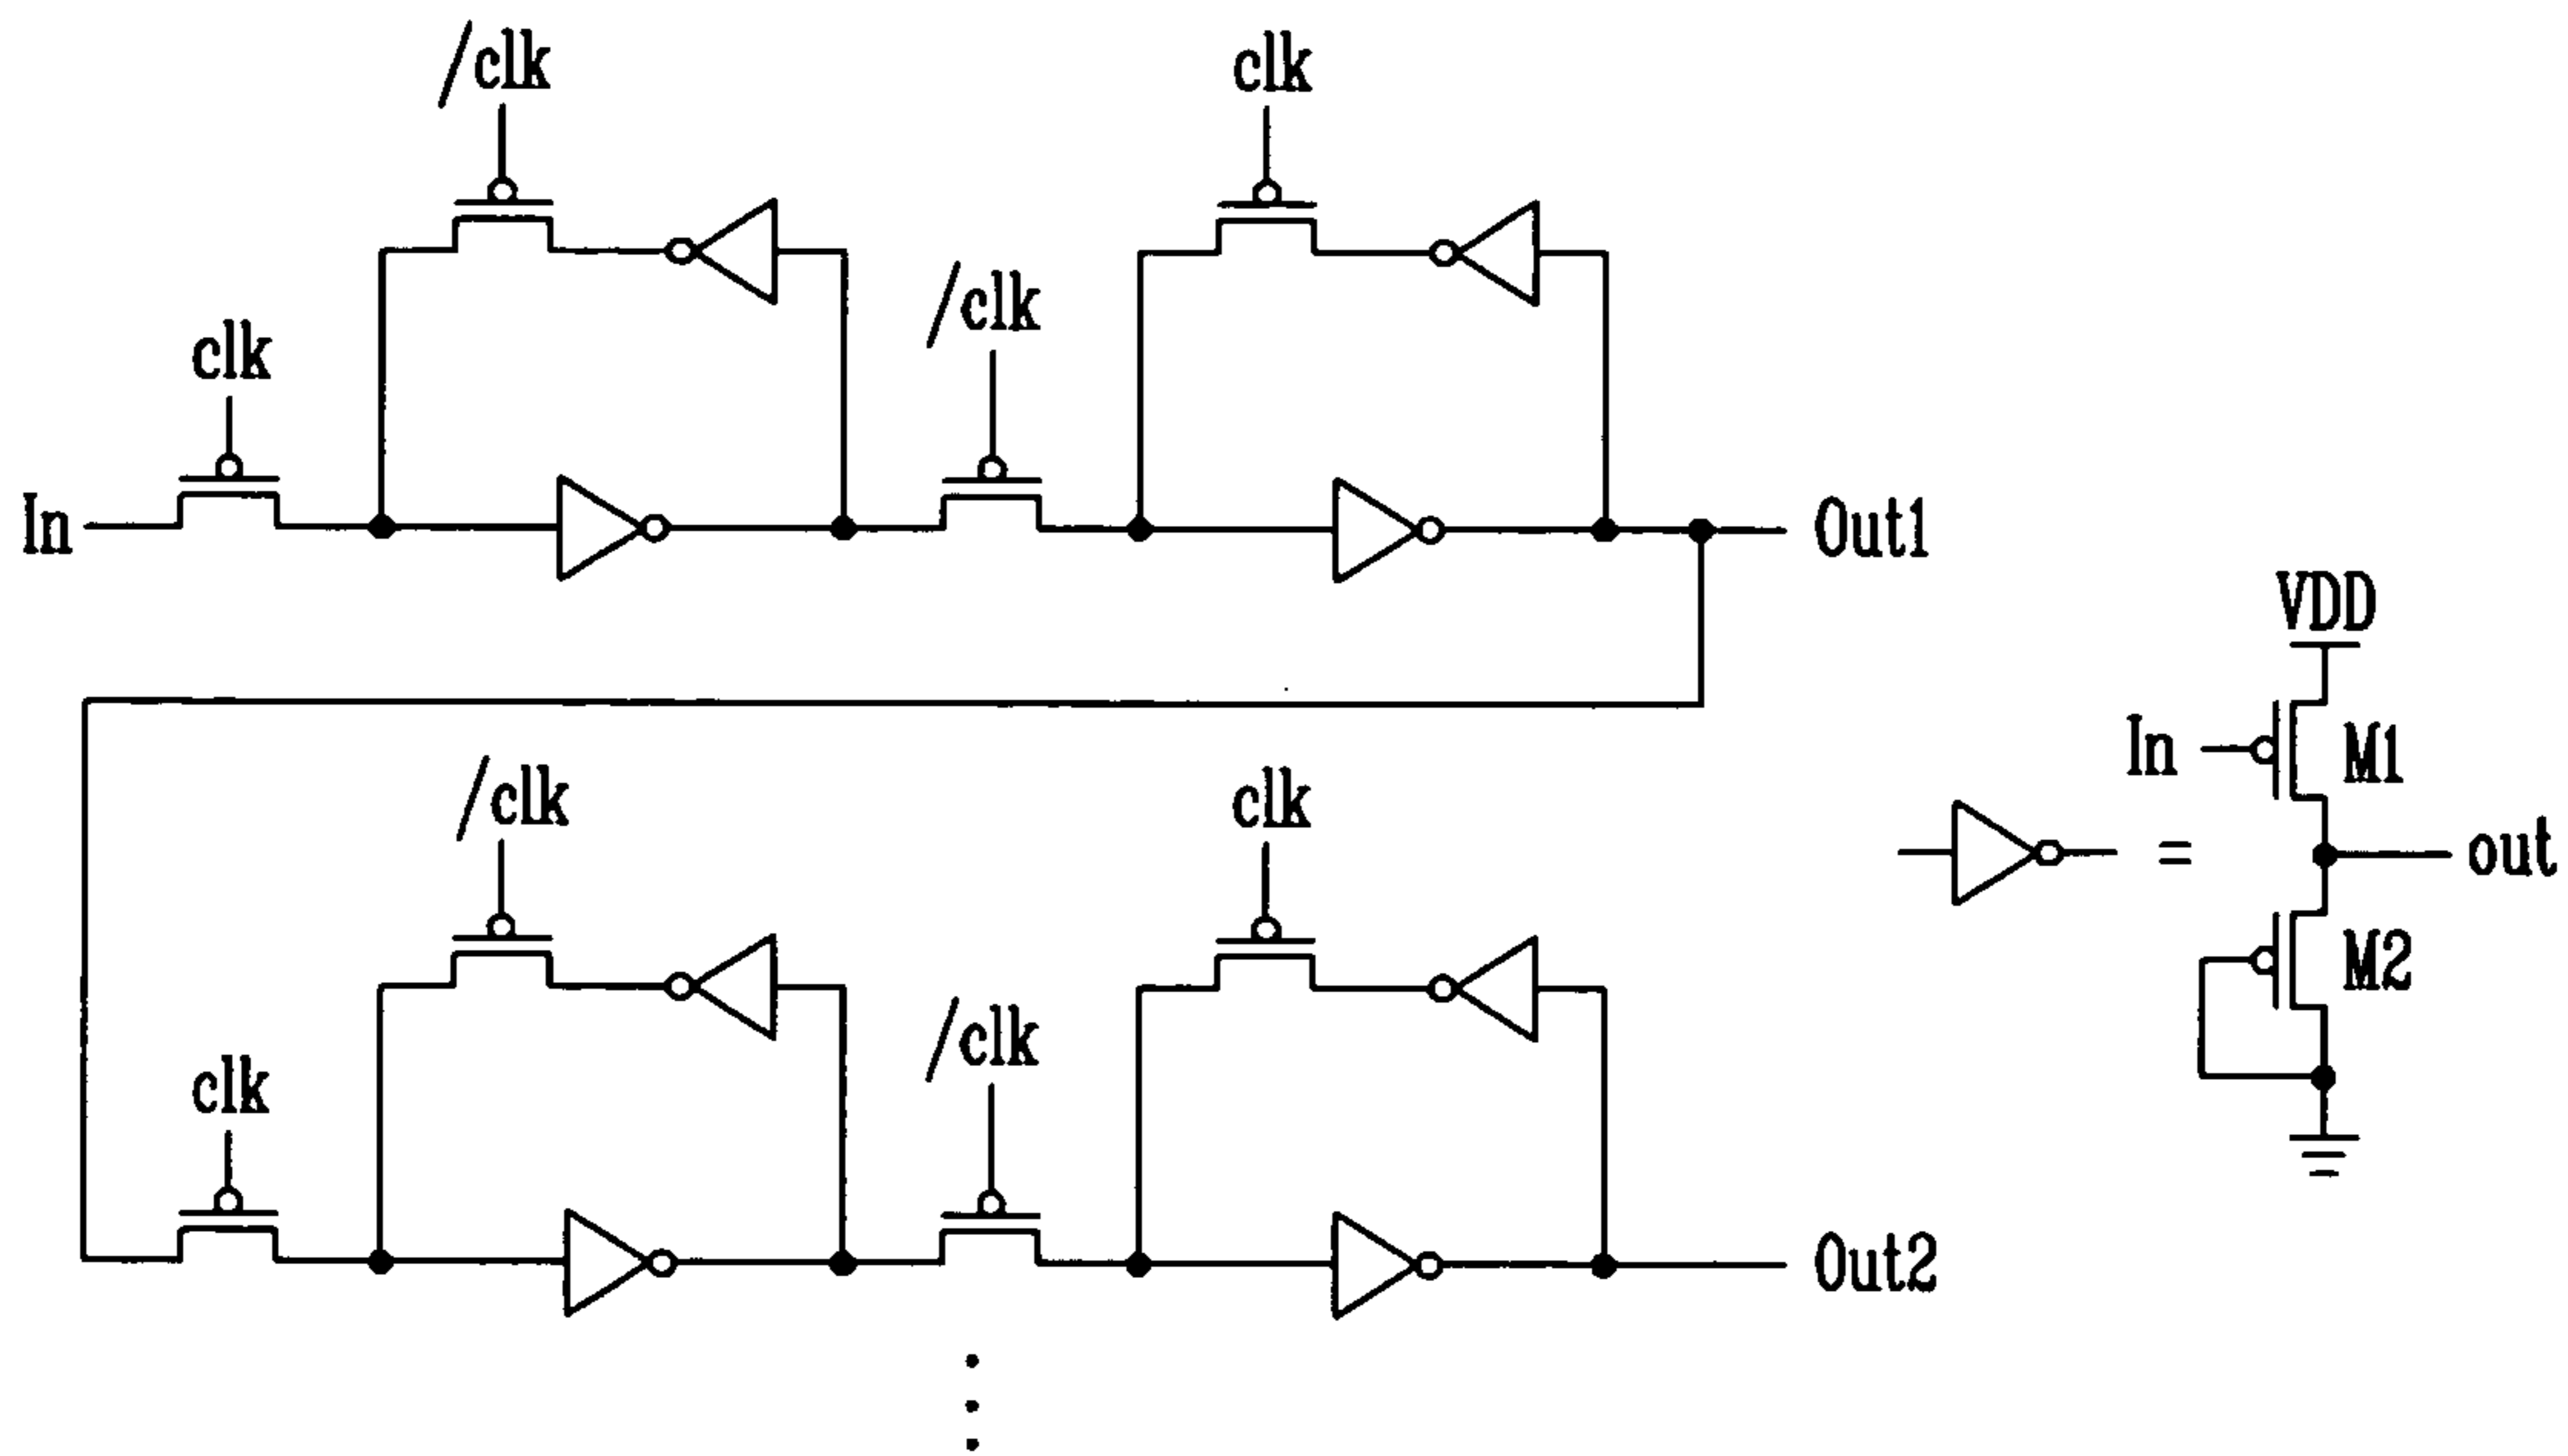 /clk
clk
/clk
clk
In
Out1
VDD
In
M1
/clk
clk
=
out
M2
/clk
clk
Out2